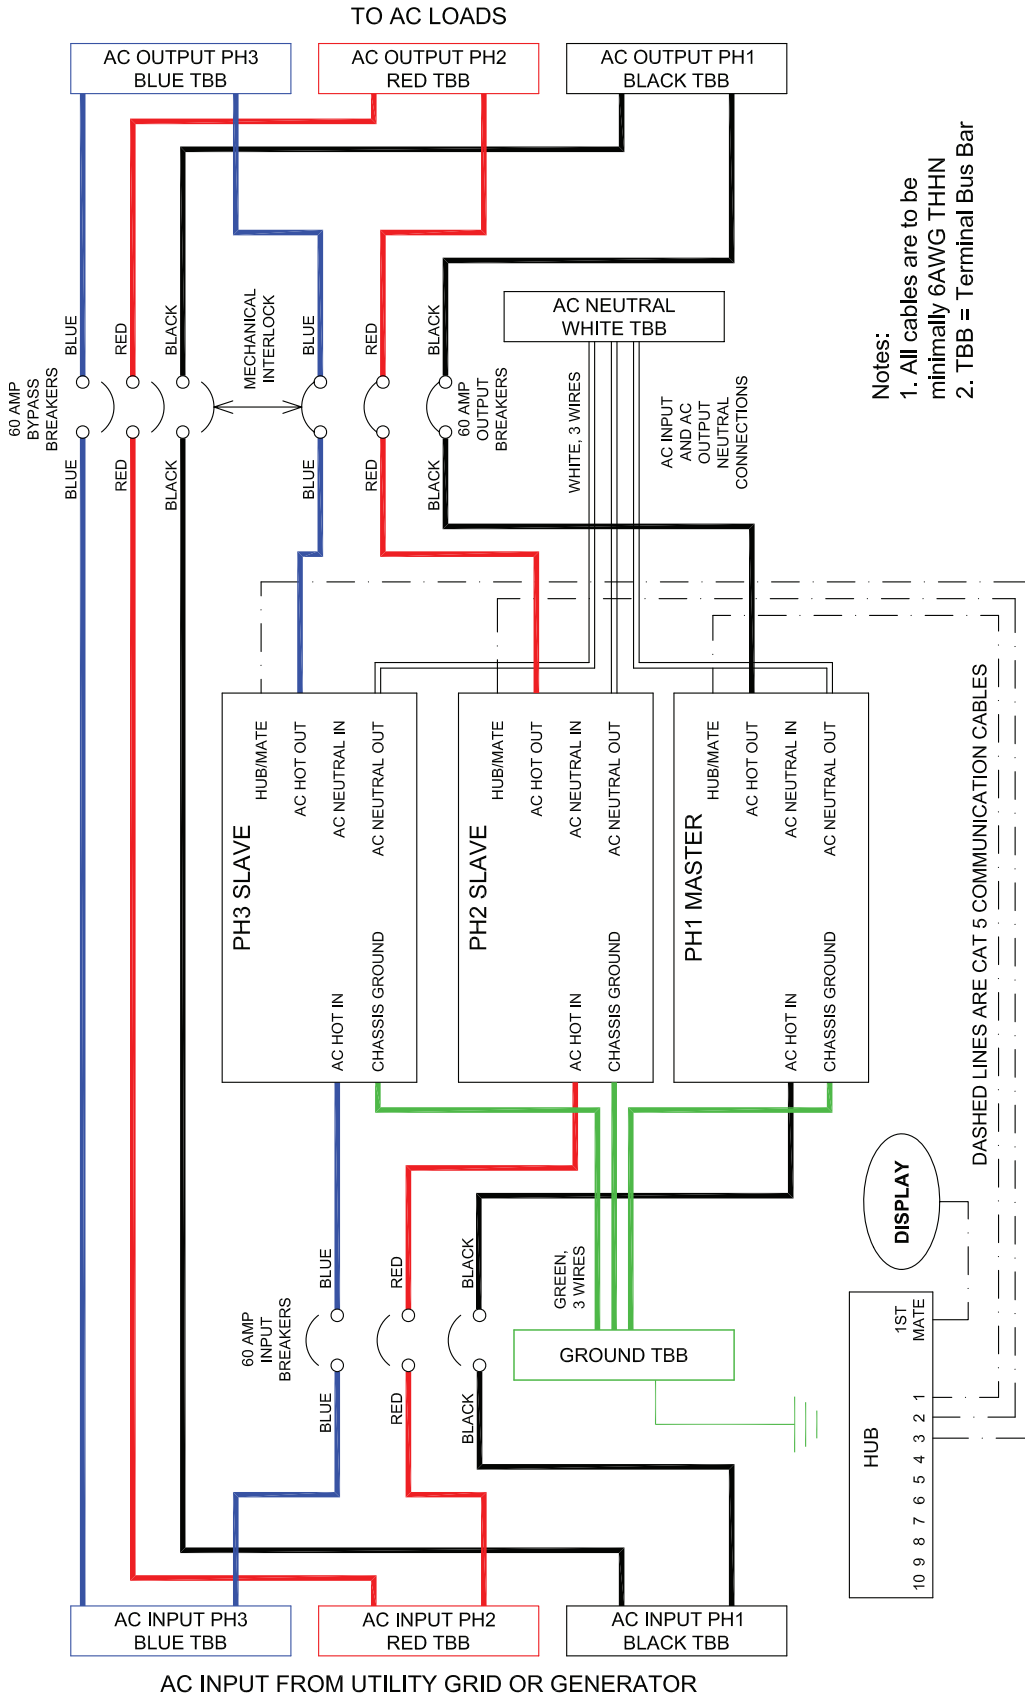 TO AC LOADS
AC OUTPUT PH3
BLUE TBB
AC OUTPUT PH2
RED TBB
AC OUTPUT PH1
BLACK TBB
Notes:
1. All cables are to be
minimally 6AWG THHN
2. TBB = Terminal Bus Bar
60 AMP
BYPASS
BREAKERS
BLUE
RED
BLACK
MECHANICAL
INTERLOCK
BLUE
RED
BLACK
AC NEUTRAL
WHITE TBB
60 AMP
OUTPUT
BREAKERS
BLUE
RED
BLACK
BLUE
RED
BLACK
WHITE, 3 WIRES
AC INPUT
AND AC
OUTPUT
NEUTRAL
CONNECTIONS
PH3 SLAVE
HUB/MATE
AC HOT OUT
AC NEUTRAL IN
AC NEUTRAL OUT
AC HOT IN
CHASSIS GROUND
PH2 SLAVE
HUB/MATE
AC HOT OUT
AC NEUTRAL IN
AC NEUTRAL OUT
AC HOT IN
CHASSIS GROUND
PH1 MASTER
HUB/MATE
AC HOT OUT
AC NEUTRAL IN
AC NEUTRAL OUT
AC HOT IN
CHASSIS GROUND
DASHED LINES ARE CAT 5 COMMUNICATION CABLES
DISPLAY
60 AMP
INPUT
BREAKERS
BLUE
RED
BLACK
GREEN,
3 WIRES
BLUE
RED
BLACK
GROUND TBB
HUB
1ST
MATE
10 9 8 7 6 5 4 3 2 1
AC INPUT PH3
BLUE TBB
AC INPUT PH2
RED TBB
AC INPUT PH1
BLACK TBB
AC INPUT FROM UTILITY GRID OR GENERATOR